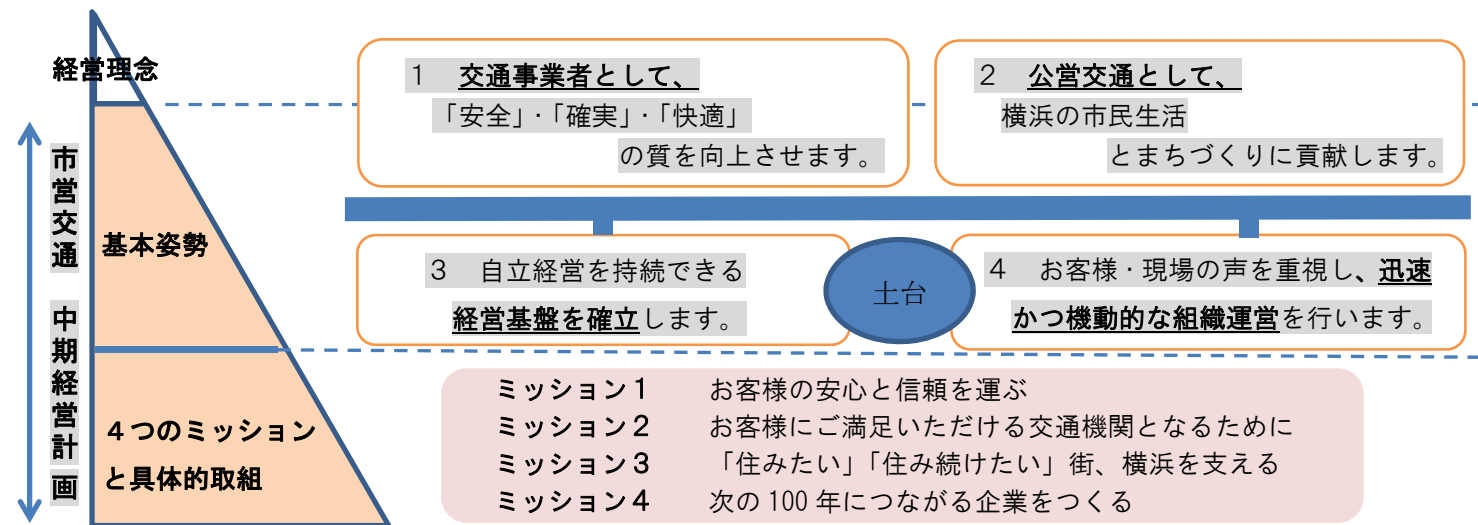 経営理念
市営交通 中期経営計画
基本姿勢
4つのミッション
と具体的取組
1 交通事業者として、
「安全」・「確実」・「快適」
の質を向上させます。
2 公営交通として、
横浜の市民生活
とまちづくりに貢献します。
3 自立経営を持続できる
経営基盤を確立します。
土台
4 お客様・現場の声を重視し、迅速
かつ機動的な組織運営を行います。
ミッション1 お客様の安心と信頼を運ぶ
ミッション2 お客様にご満足いただける交通機関となるために
ミッション3 「住みたい」「住み続けたい」街、横浜を支える
ミッション4 次の100年につながる企業をつくる